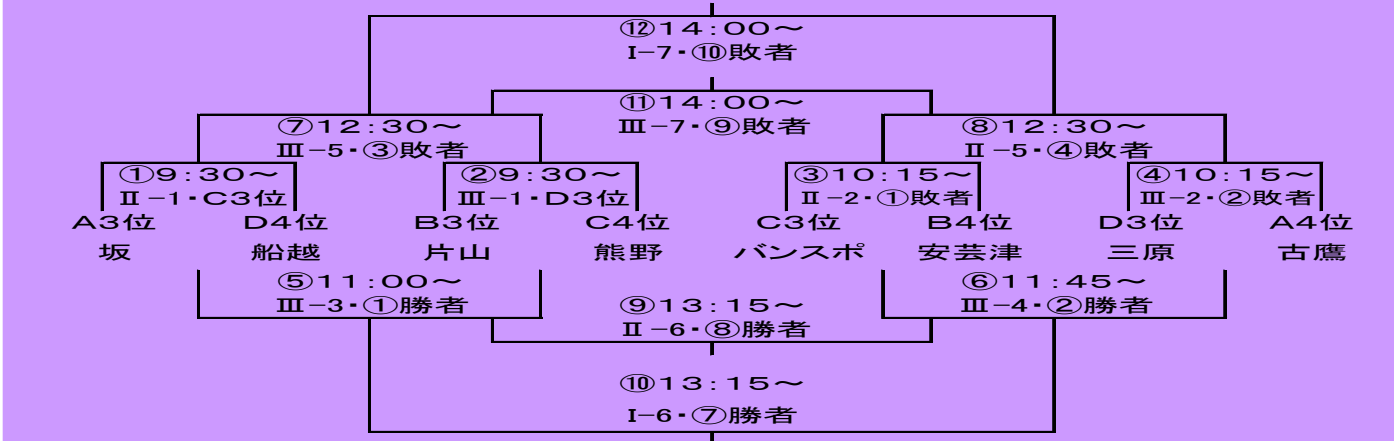 ⑫14:00～
Ⅰ-7・⑩敗者
⑪14:00～
Ⅲ-7・⑨敗者
⑦12:30～
Ⅲ-5・③敗者
⑧12:30～
Ⅱ-5・④敗者
①9:30～
Ⅱ-1・C3位
②9:30～
Ⅲ-1・D3位
③10:15～
Ⅱ-2・①敗者
④10:15～
Ⅲ-2・②敗者
A3位 D4位 B3位 C4位 C3位 B4位 D3位 A4位
坂 船越 片山 熊野 バンスポ 安芸津 三原 古鷹
⑤11:00～
Ⅲ-3・①勝者
⑥11:45～
Ⅲ-4・②勝者
⑨13:15～
Ⅱ-6・⑧勝者
⑩13:15～
Ⅰ-6・⑦勝者